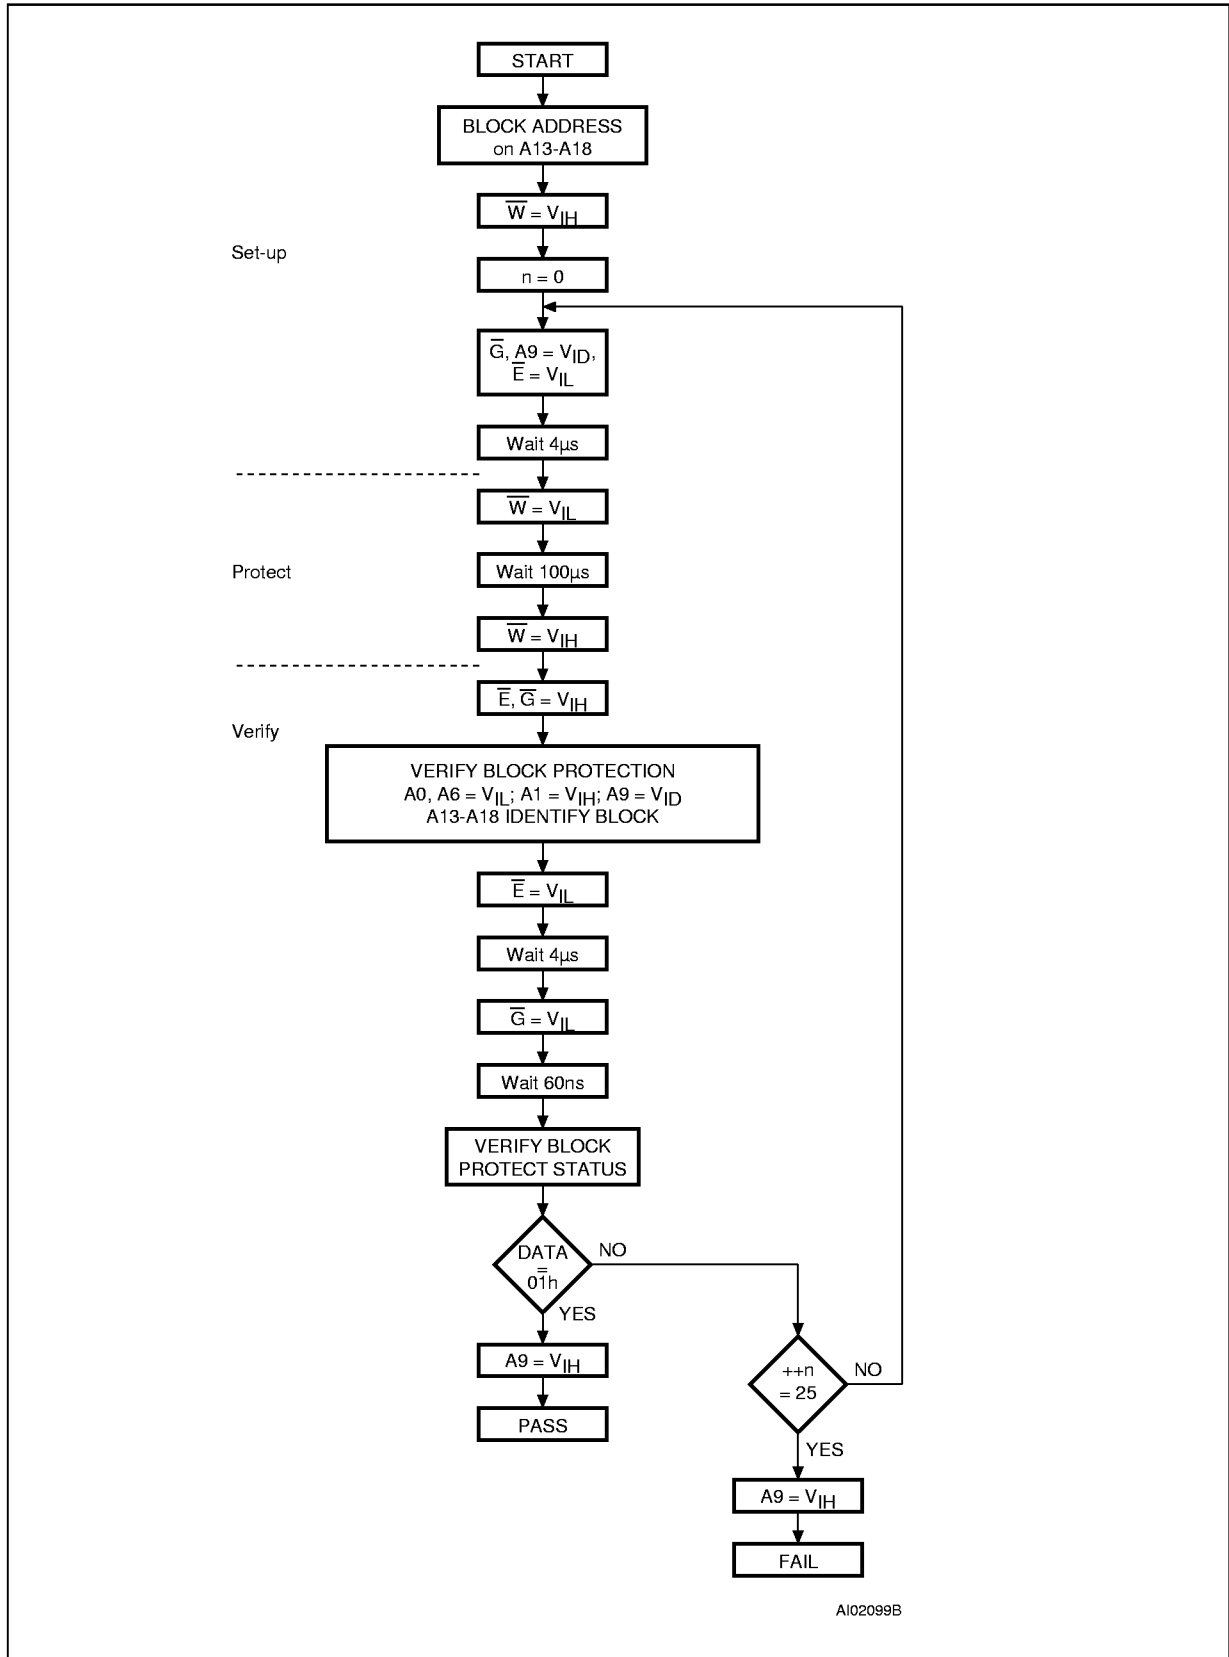 START
BLOCK ADDRESS
on A13-A18
W̅ = VIH
Set-up
n = 0
G̅, A9 = VID,
E̅ = VIL
Wait 4µs
W̅ = VIL
Protect
Wait 100µs
W̅ = VIH
E̅, G̅ = VIH
Verify
VERIFY BLOCK PROTECTION
A0, A6 = VIL; A1 = VIH; A9 = VID
A13-A18 IDENTIFY BLOCK
E̅ = VIL
Wait 4µs
G̅ = VIL
Wait 60ns
VERIFY BLOCK
PROTECT STATUS
DATA
=
01h
NO
YES
A9 = VIH
PASS
++n
= 25
NO
YES
A9 = VIH
FAIL
AI02099B